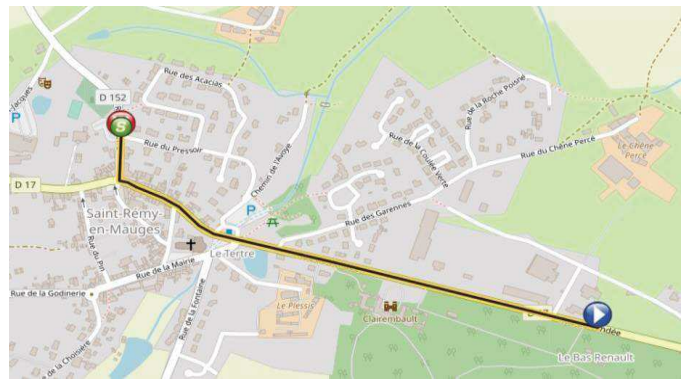 Rue des Acacias
D 152
P
S
Rue du Pressoir
Chemin de l'Avoye
Rue de la Roche Poisné
Rue de la Coulée Verte
Le Chêne
Percé
Rue du Chêne Percé
D 17
P
Saint-Rémy-
en-Mauges
Rue des Garennes
Rue du Pin
Le Tertre
Rue de la Mairie
Rue de la Godinerie
Rue de la Fontaine
Le Plessis
Clairembault
Le Bas Renault
e de la Choisière